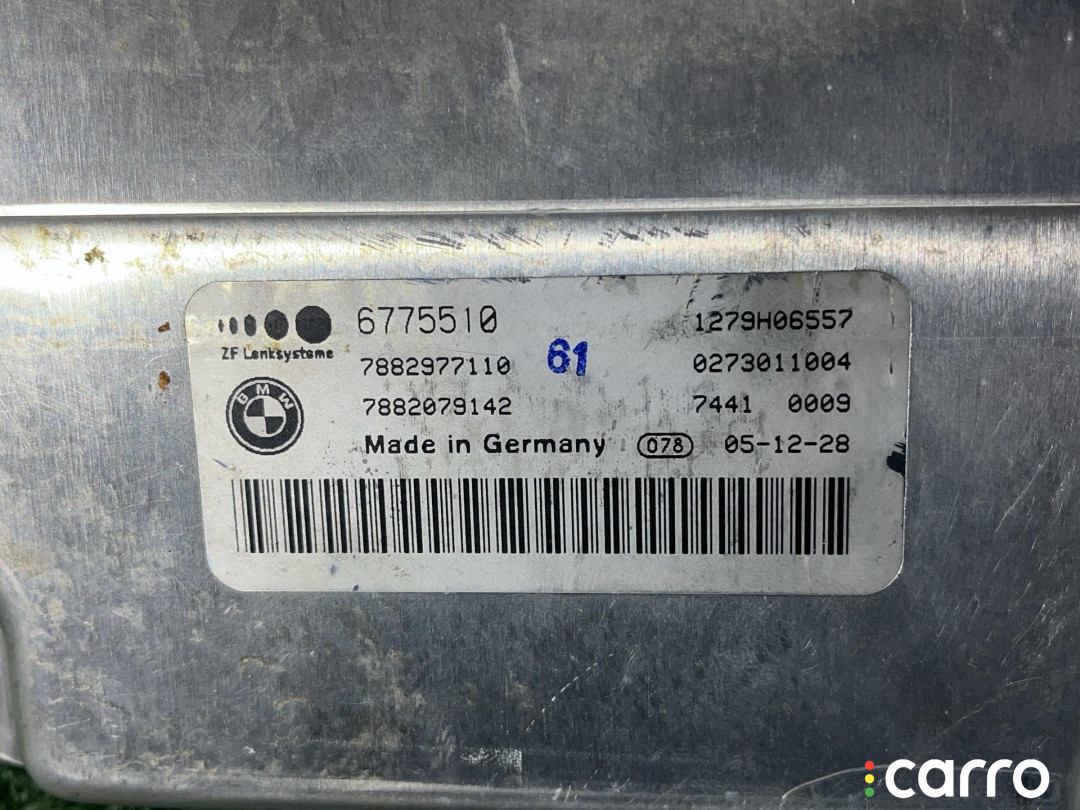 6775510 1279H06557
ZF Lenksysteme
7882977110 61 0273011004
BMW
7882079142 7441 0009
Made in Germany 078 05-12-28
carro